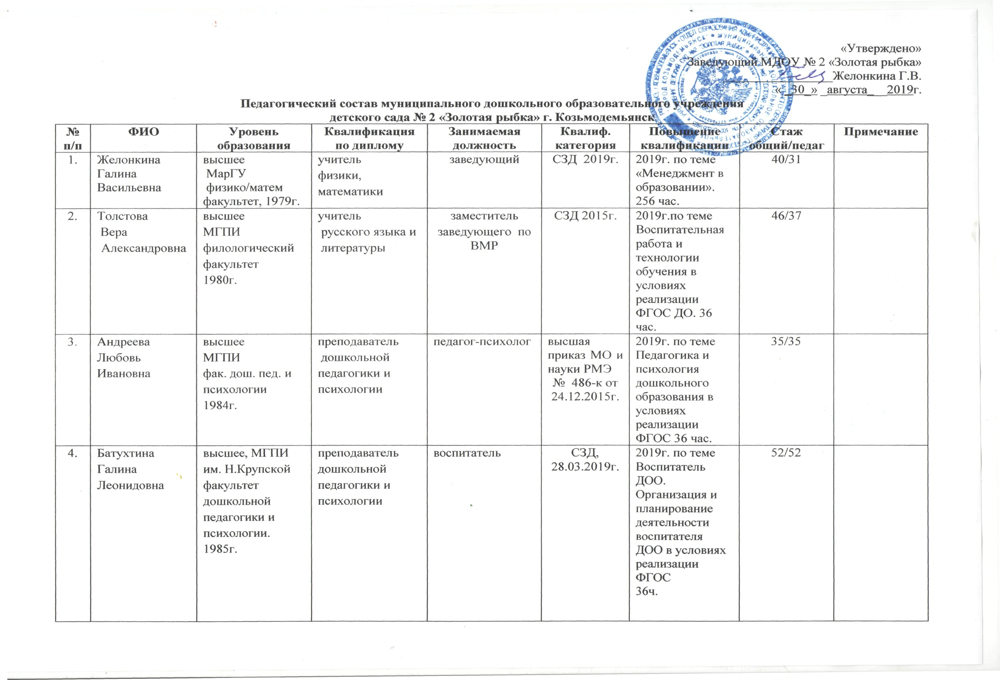 «Утверждено»
Заведующий МДОУ № 2 «Золотая рыбка»
Желонкина Г.В.
«_30_» _августа_ 2019г.
Педагогический состав муниципального дошкольного образовательного учреждения
детского сада № 2 «Золотая рыбка» г. Козьмодемьянск
№ п/п
ФИО
Уровень
образования
Квалификация
по диплому
Занимаемая
должность
Квалиф.
категория
Повышение
квалификации
Стаж
общий/педаг
Примечание
1.
Желонкина
Галина
Васильевна
высшее
МарГУ
физико/матем
факультет, 1979г.
учитель
физики,
математики
заведующий
СЗД 2019г.
2019г. по теме
«Менеджмент в
образовании».
256 час.
40/31
2.
Толстова
Вера
Александровна
высшее
МГПИ
филологический
факультет
1980г.
учитель
русского языка и
литературы
заместитель
заведующего по
ВМР
СЗД 2015г.
2019г.по теме
Воспитательная
работа и
технологии
обучения в
условиях
реализации
ФГОС ДО. 36
час.
46/37
3.
Андреева
Любовь
Ивановна
высшее
МГПИ
фак. дош. пед. и
психологии
1984г.
преподаватель
дошкольной
педагогики и
психологии
педагог-психолог
высшая
приказ МО и
науки РМЭ
№ 486-к от
24.12.2015г.
2019г. по теме
Педагогика и
психология
дошкольного
образования в
условиях
реализации
ФГОС 36 час.
35/35
4.
Батухтина
Галина
Леонидовна
высшее, МГПИ
им. Н.Крупской
факультет
дошкольной
педагогики и
психологии.
1985г.
преподаватель
дошкольной
педагогики и
психологии
воспитатель
СЗД,
28.03.2019г.
2019г. по теме
Воспитатель
ДОО.
Организация и
планирование
деятельности
воспитателя
ДОО в условиях
реализации
ФГОС
36ч.
52/52